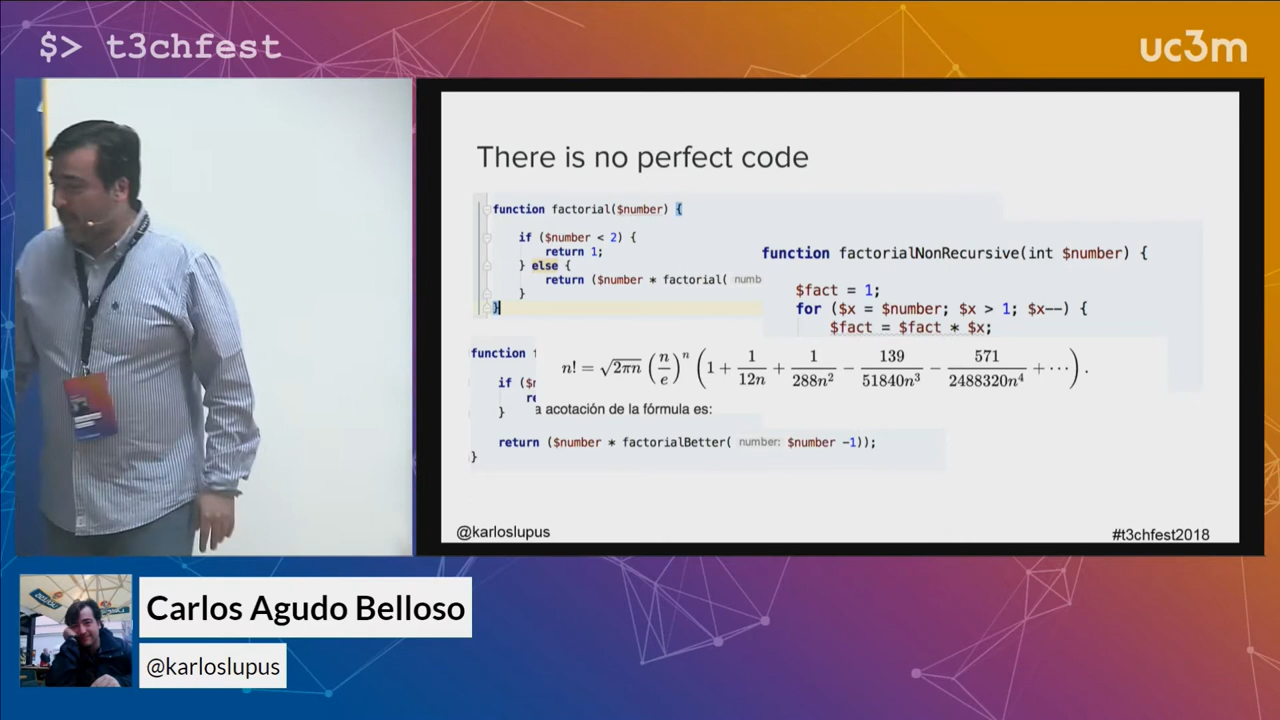 $> t3chfest
uc3m
There is no perfect code
function factorial($number) {
if ($number < 2) {
return 1;
} else {
return ($number * factorial( numb
}
}
function factorialNonRecursive(int $number) {
$fact = 1;
for ($x = $number; $x > 1; $x--) {
$fact = $fact * $x;
function f
if ($n
re
}
n! = √2πn (n/e)^n (1 + 1/12n + 1/288n² − 139/51840n³ − 571/2488320n⁴ + ⋯) .
a acotación de la fórmula es:
return ($number * factorialBetter( number: $number -1));
}
@karloslupus
#t3chfest2018
Carlos Agudo Belloso
@karloslupus